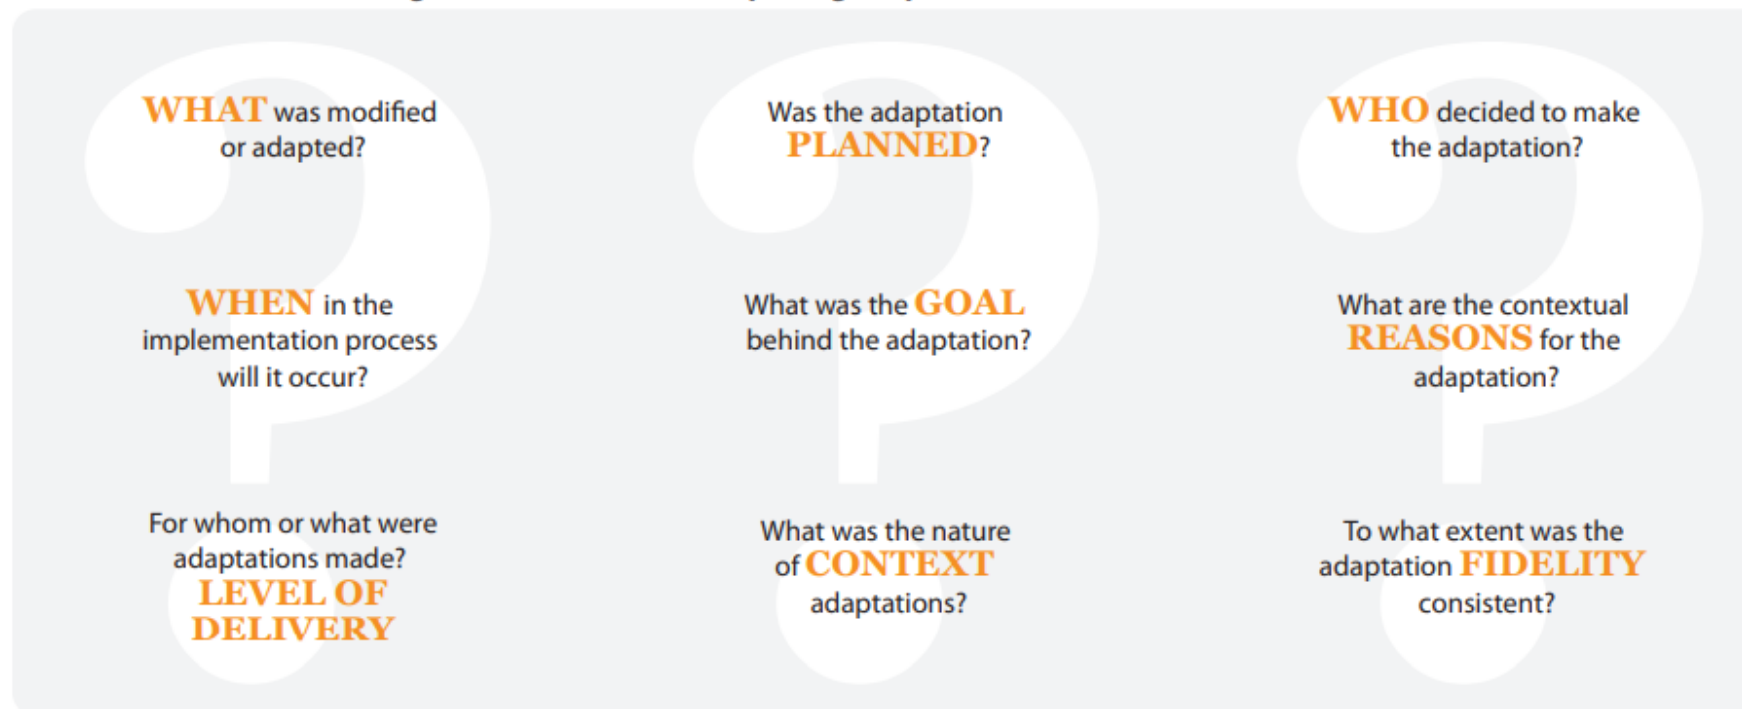 WHAT was modified
or adapted?
Was the adaptation
PLANNED?
WHO decided to make
the adaptation?
WHEN in the
implementation process
will it occur?
What was the GOAL
behind the adaptation?
What are the contextual
REASONS for the
adaptation?
For whom or what were
adaptations made?
LEVEL OF
DELIVERY
What was the nature
of CONTEXT
adaptations?
To what extent was the
adaptation FIDELITY
consistent?